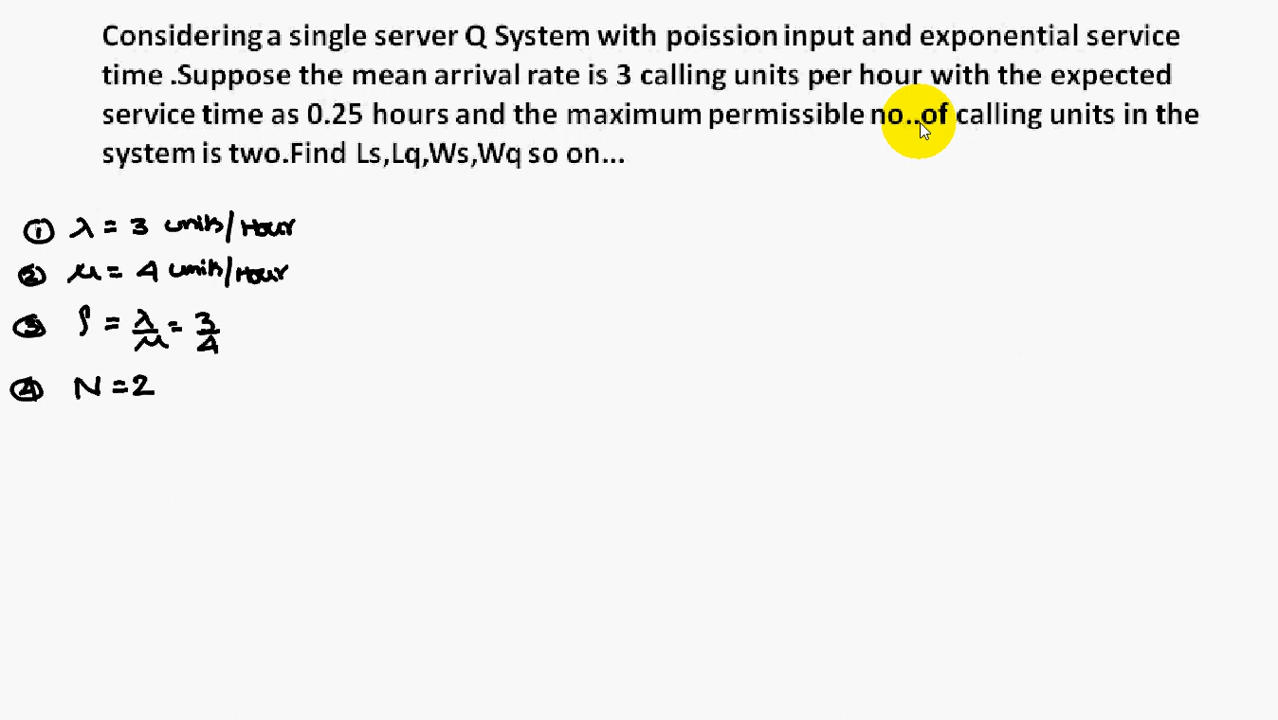 Considering a single server Q System with poission input and exponential service
time .Suppose the mean arrival rate is 3 calling units per hour with the expected
service time as 0.25 hours and the maximum permissible no..of calling units in the
system is two.Find Ls,Lq,Ws,Wq so on...
① λ = 3 units/Hour
② μ = 4 units/Hour
③ ρ = λ/μ = 3/4
④ N = 2